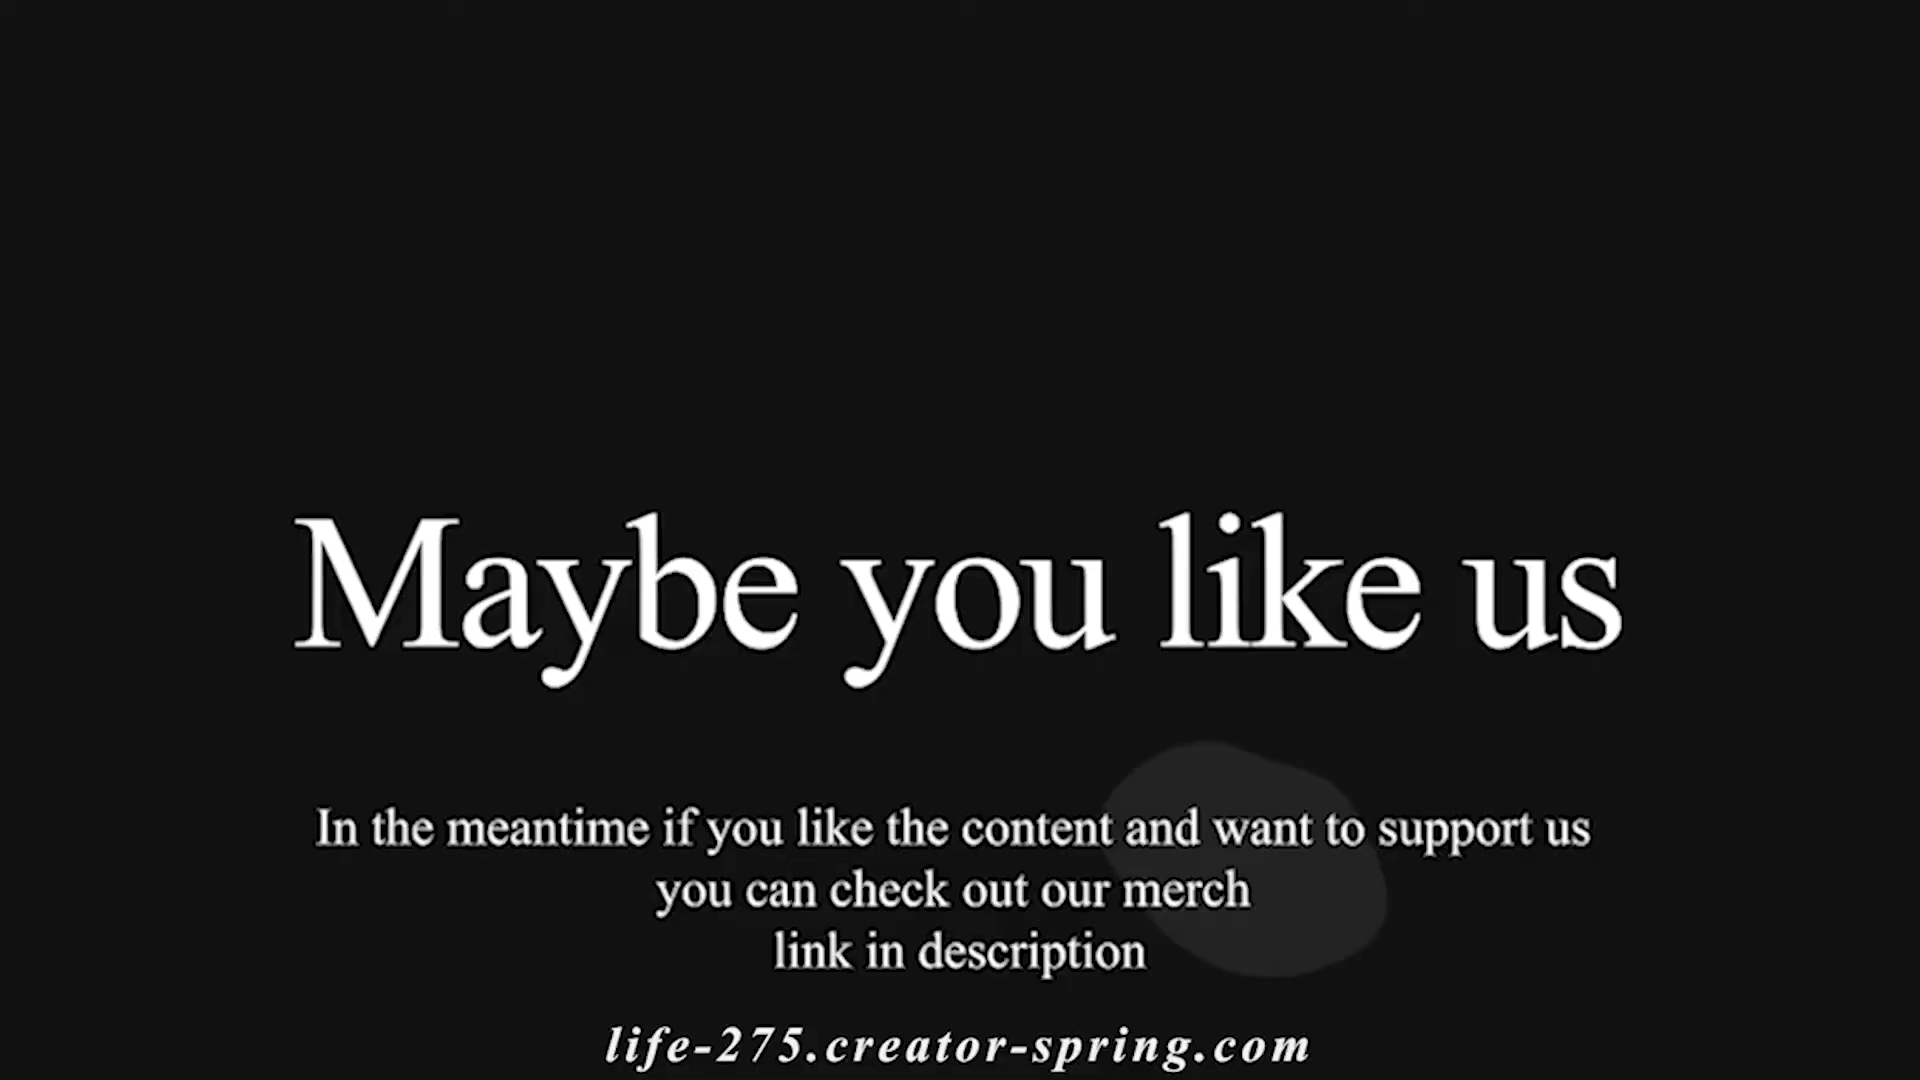 Maybe you like us
In the meantime if you like the content and want to support us
you can check out our merch
link in description
life-275.creator-spring.com